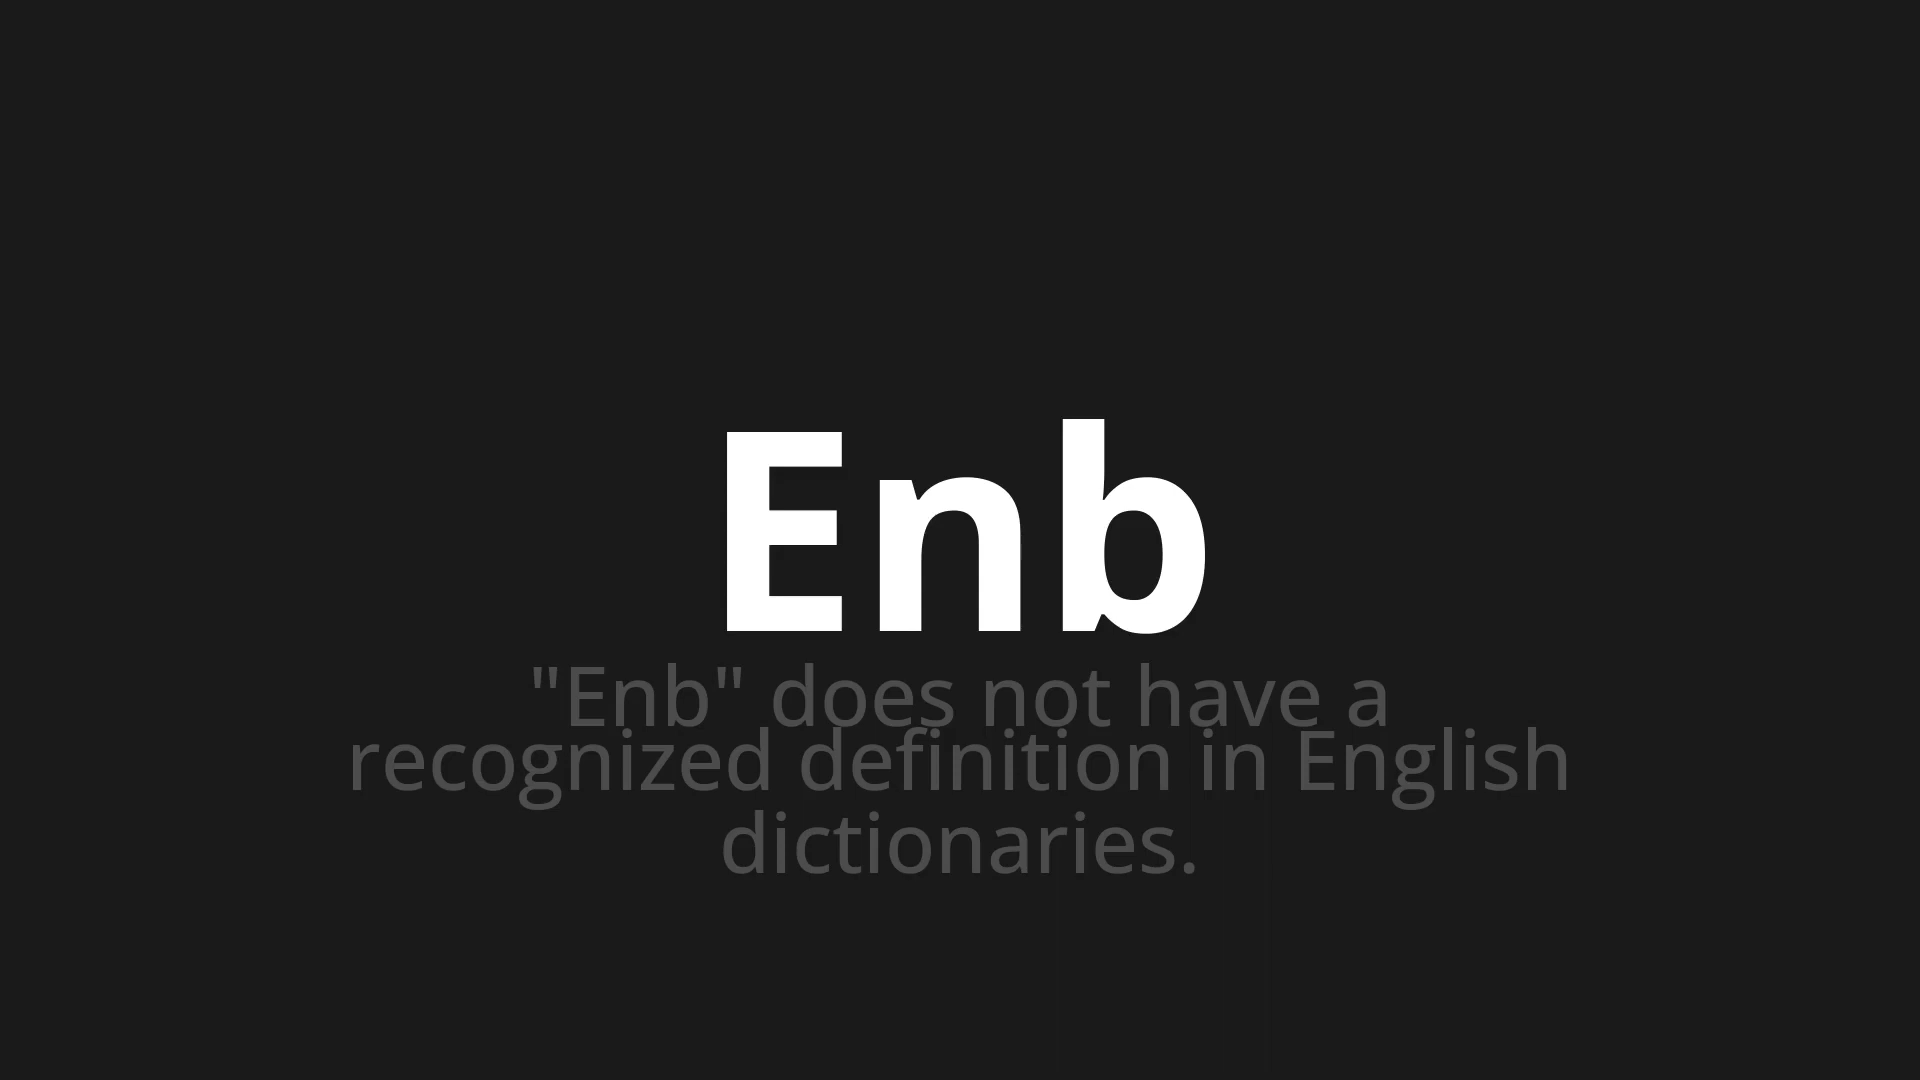 Enb
"Enb" does not have a
recognized definition in English
dictionaries.